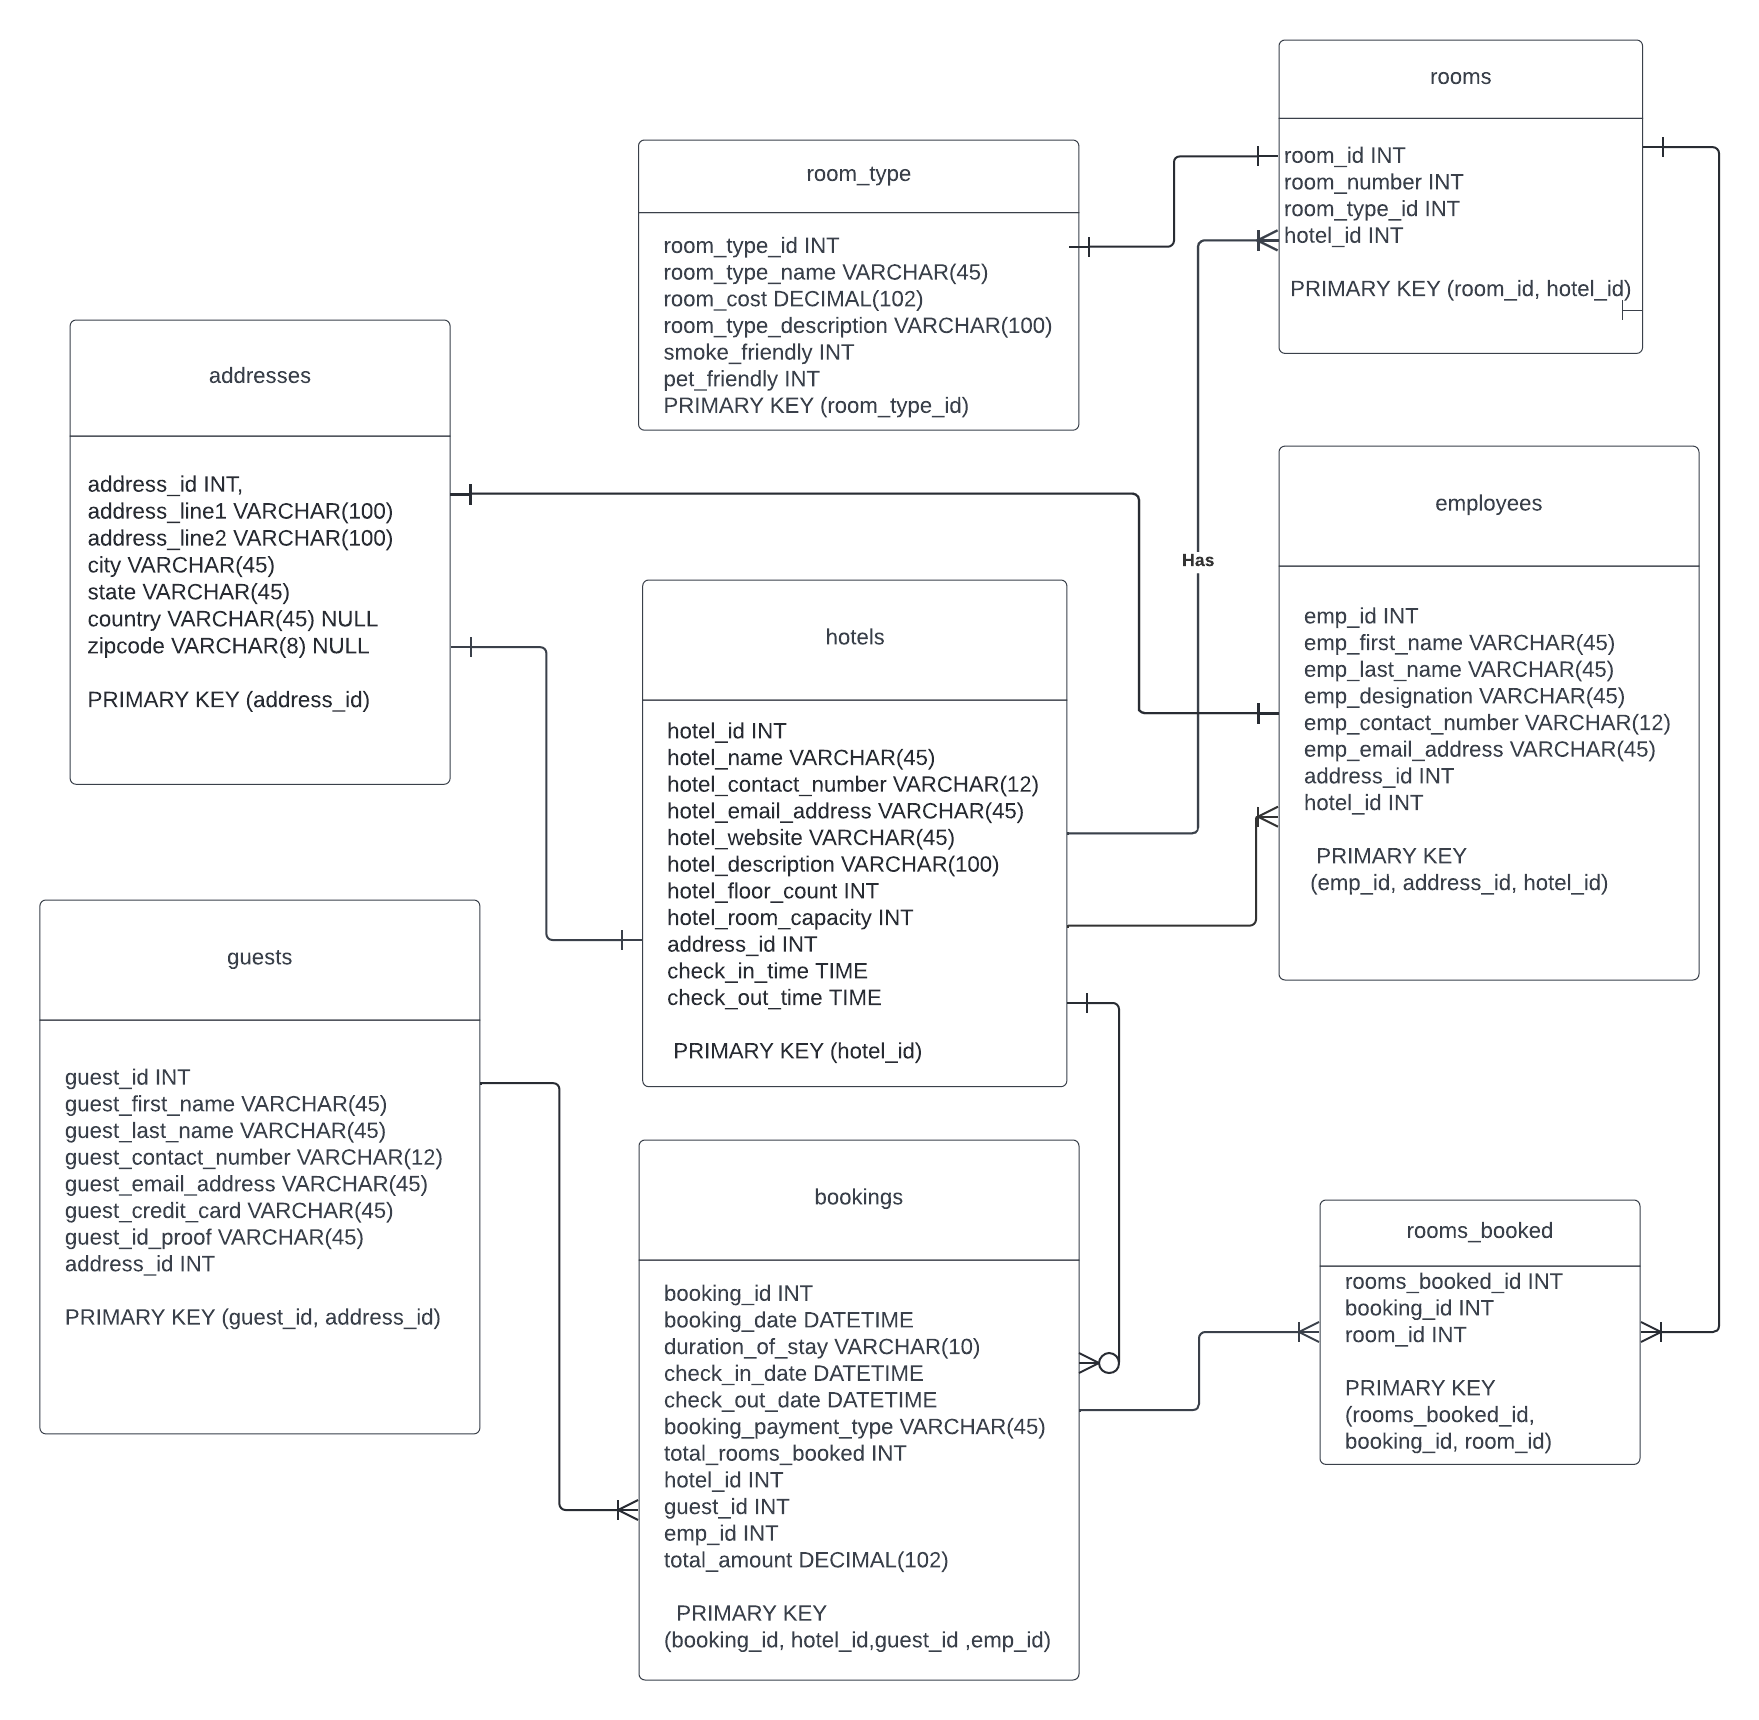 rooms
room_id INT
room_number INT
room_type_id INT
hotel_id INT
PRIMARY KEY (room_id, hotel_id)
room_type
room_type_id INT
room_type_name VARCHAR(45)
room_cost DECIMAL(102)
room_type_description VARCHAR(100)
smoke_friendly INT
pet_friendly INT
PRIMARY KEY (room_type_id)
addresses
address_id INT,
address_line1 VARCHAR(100)
address_line2 VARCHAR(100)
city VARCHAR(45)
state VARCHAR(45)
country VARCHAR(45) NULL
zipcode VARCHAR(8) NULL
PRIMARY KEY (address_id)
Has
employees
emp_id INT
emp_first_name VARCHAR(45)
emp_last_name VARCHAR(45)
emp_designation VARCHAR(45)
emp_contact_number VARCHAR(12)
emp_email_address VARCHAR(45)
address_id INT
hotel_id INT
PRIMARY KEY
(emp_id, address_id, hotel_id)
hotels
hotel_id INT
hotel_name VARCHAR(45)
hotel_contact_number VARCHAR(12)
hotel_email_address VARCHAR(45)
hotel_website VARCHAR(45)
hotel_description VARCHAR(100)
hotel_floor_count INT
hotel_room_capacity INT
address_id INT
check_in_time TIME
check_out_time TIME
PRIMARY KEY (hotel_id)
guests
guest_id INT
guest_first_name VARCHAR(45)
guest_last_name VARCHAR(45)
guest_contact_number VARCHAR(12)
guest_email_address VARCHAR(45)
guest_credit_card VARCHAR(45)
guest_id_proof VARCHAR(45)
address_id INT
PRIMARY KEY (guest_id, address_id)
bookings
booking_id INT
booking_date DATETIME
duration_of_stay VARCHAR(10)
check_in_date DATETIME
check_out_date DATETIME
booking_payment_type VARCHAR(45)
total_rooms_booked INT
hotel_id INT
guest_id INT
emp_id INT
total_amount DECIMAL(102)
PRIMARY KEY
(booking_id, hotel_id,guest_id ,emp_id)
rooms_booked
rooms_booked_id INT
booking_id INT
room_id INT
PRIMARY KEY
(rooms_booked_id,
booking_id, room_id)